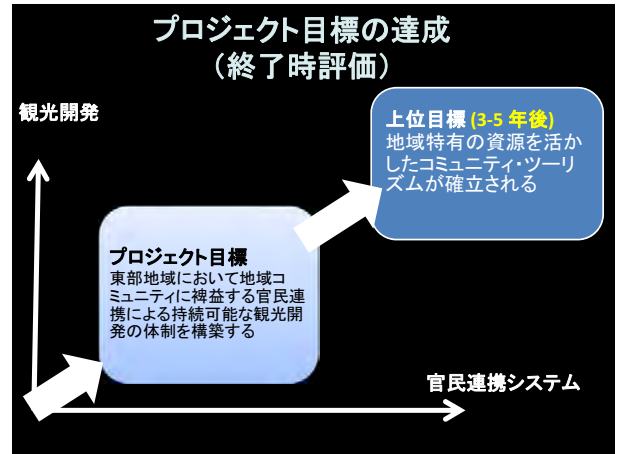 プロジェクト目標の達成
（終了時評価）
観光開発
上位目標 (3-5 年後)
地域特有の資源を活か
したコミュニティ・ツーリ
ズムが確立される
プロジェクト目標
東部地域において地域コ
ミュニティに裨益する官民連
携による持続可能な観光開
発の体制を構築する
官民連携システム